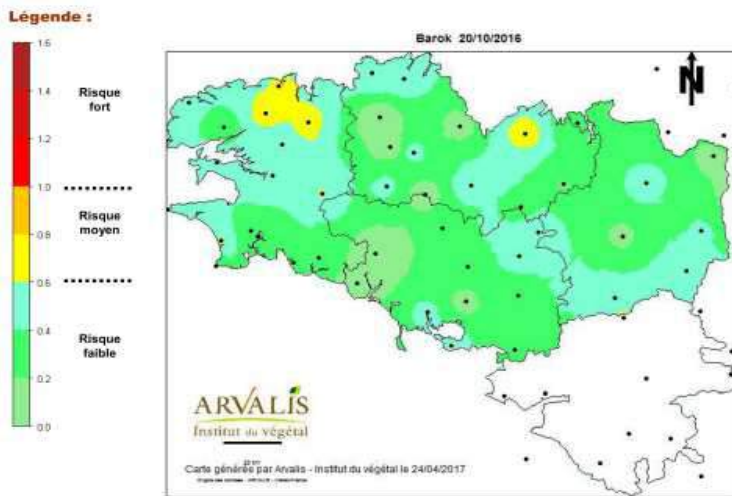 Légende :
Barok 20/10/2016
1.6
1.4
Risque
fort
1.2
1.0
Risque
moyen
0.8
0.6
0.4
Risque
faible
0.2
0.0
N
ARVALIS
Institut du végétal
Carte générée par Arvalis - Institut du végétal le 24/04/2017